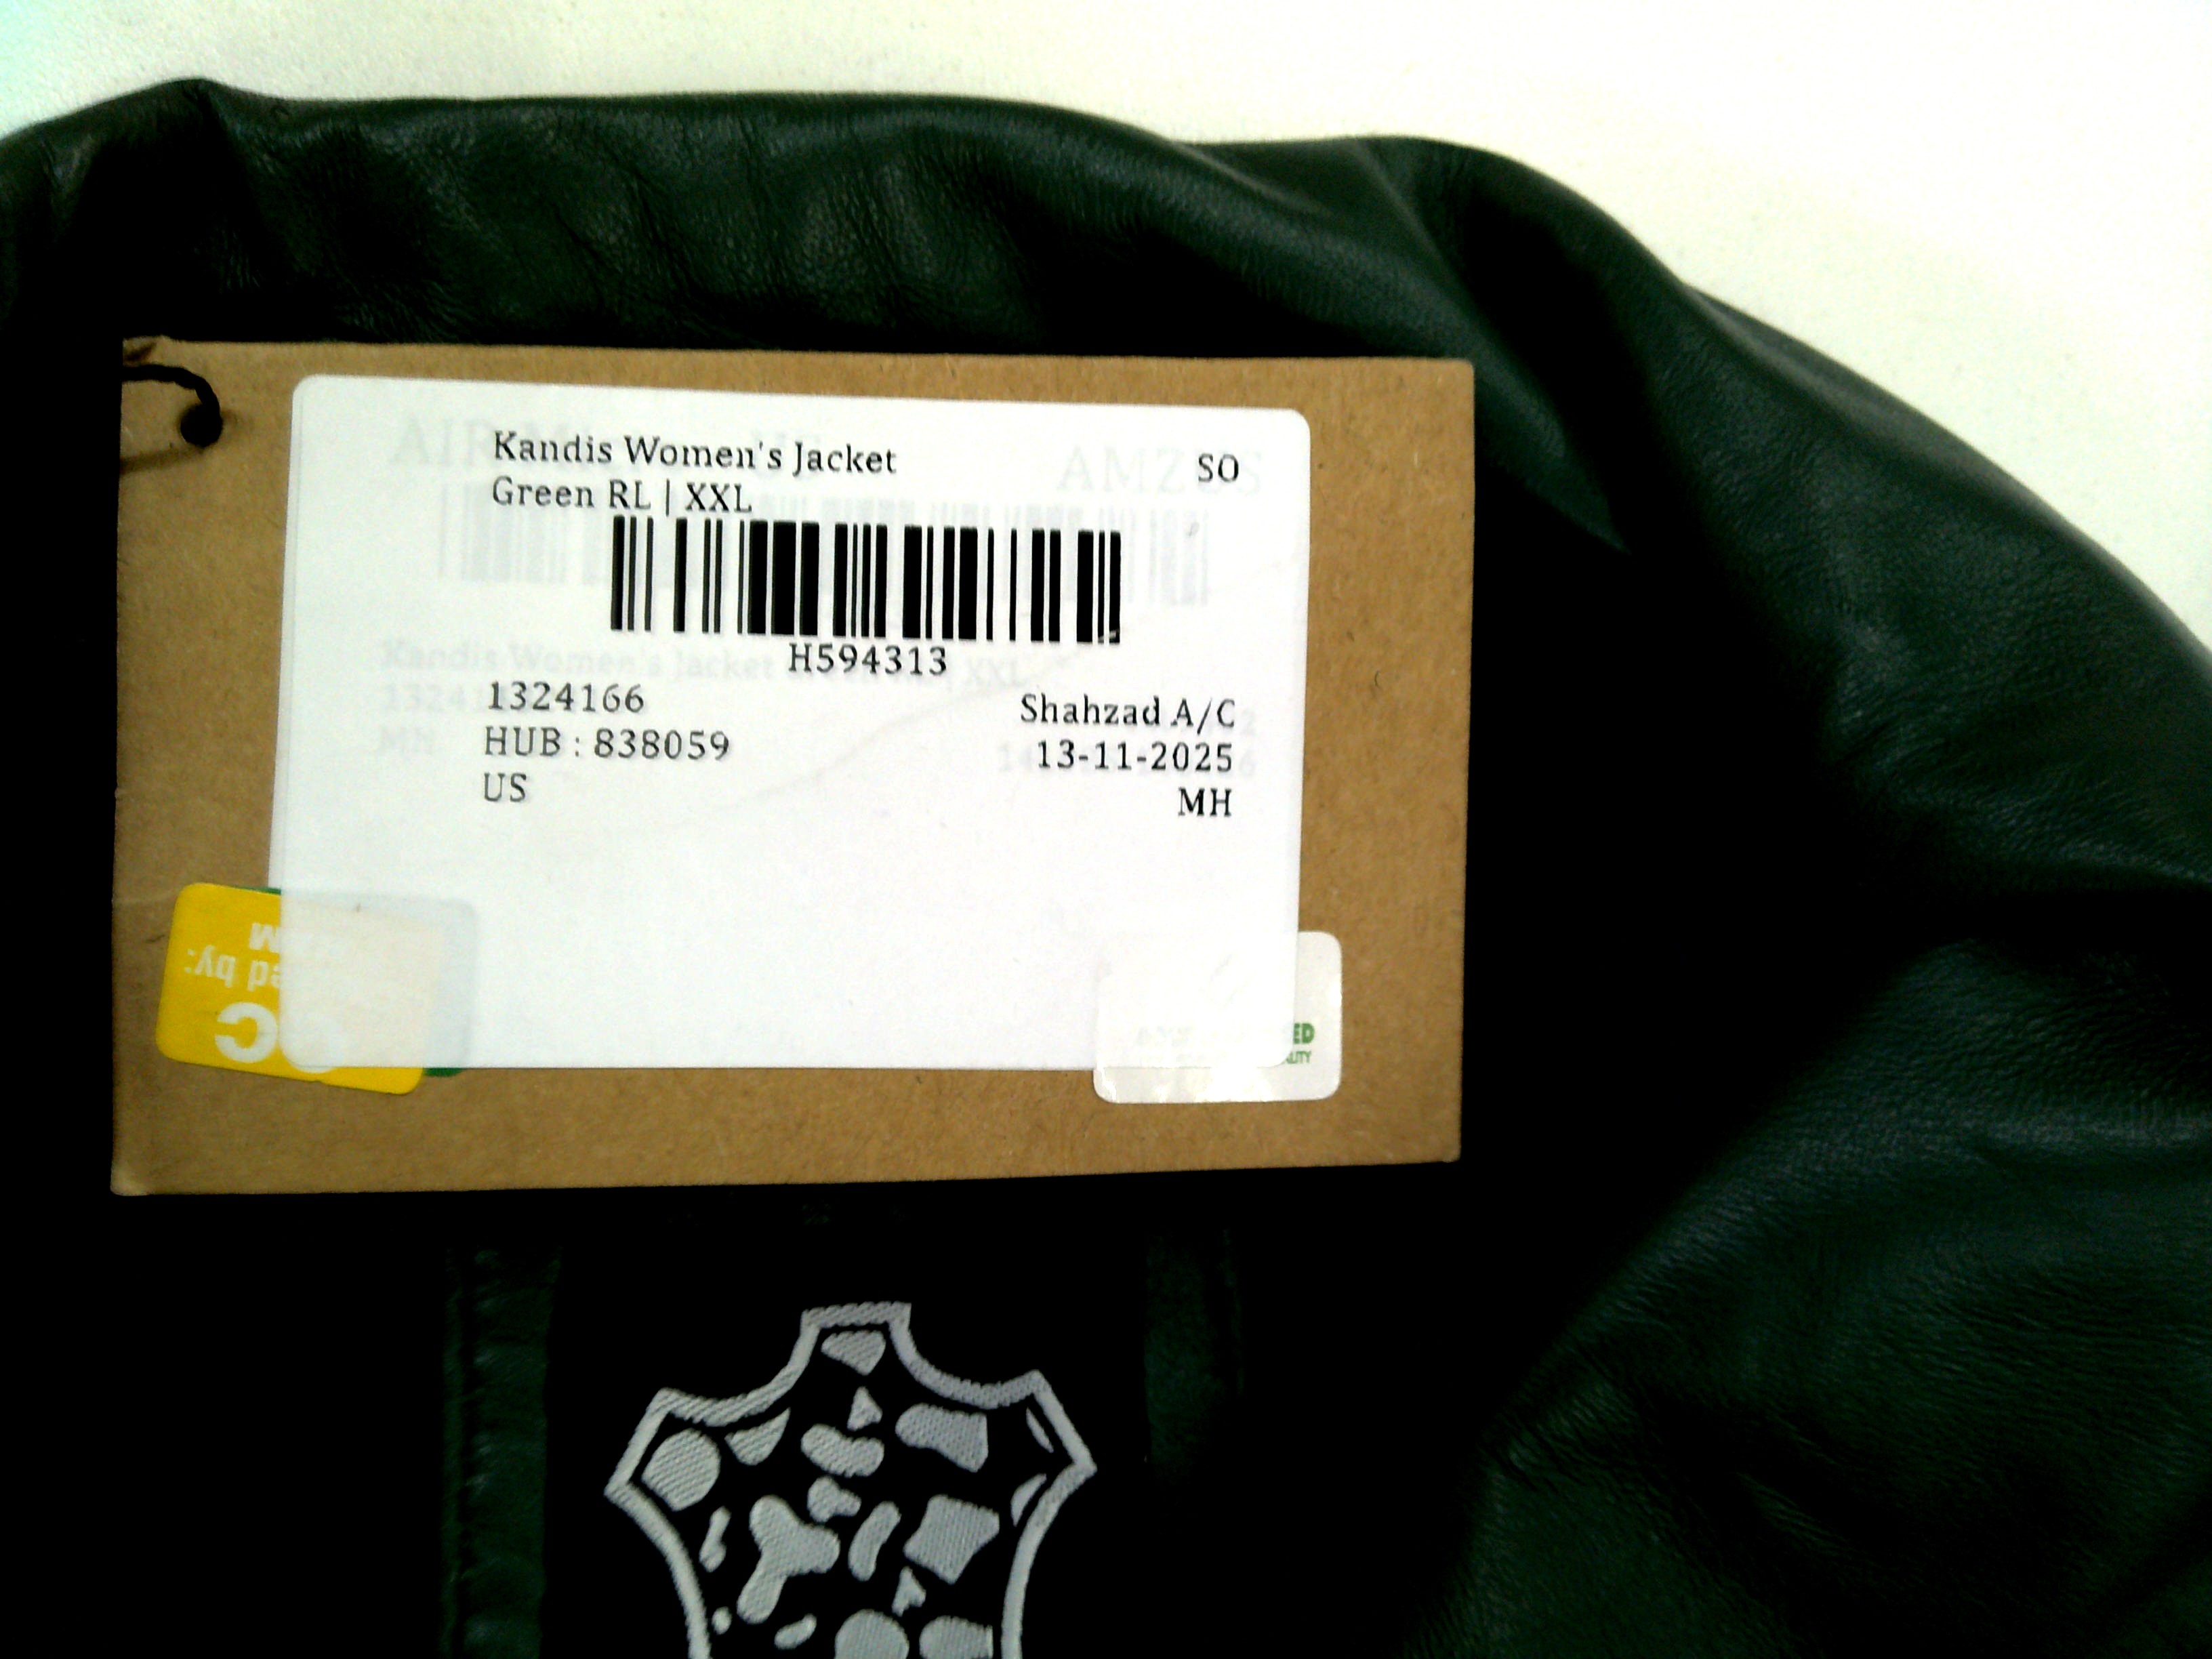 Kandis Women's Jacket
SO
Green RL | XXL
H594313
1324166
Shahzad A/C
HUB : 838059
13-11-2025
US
MH